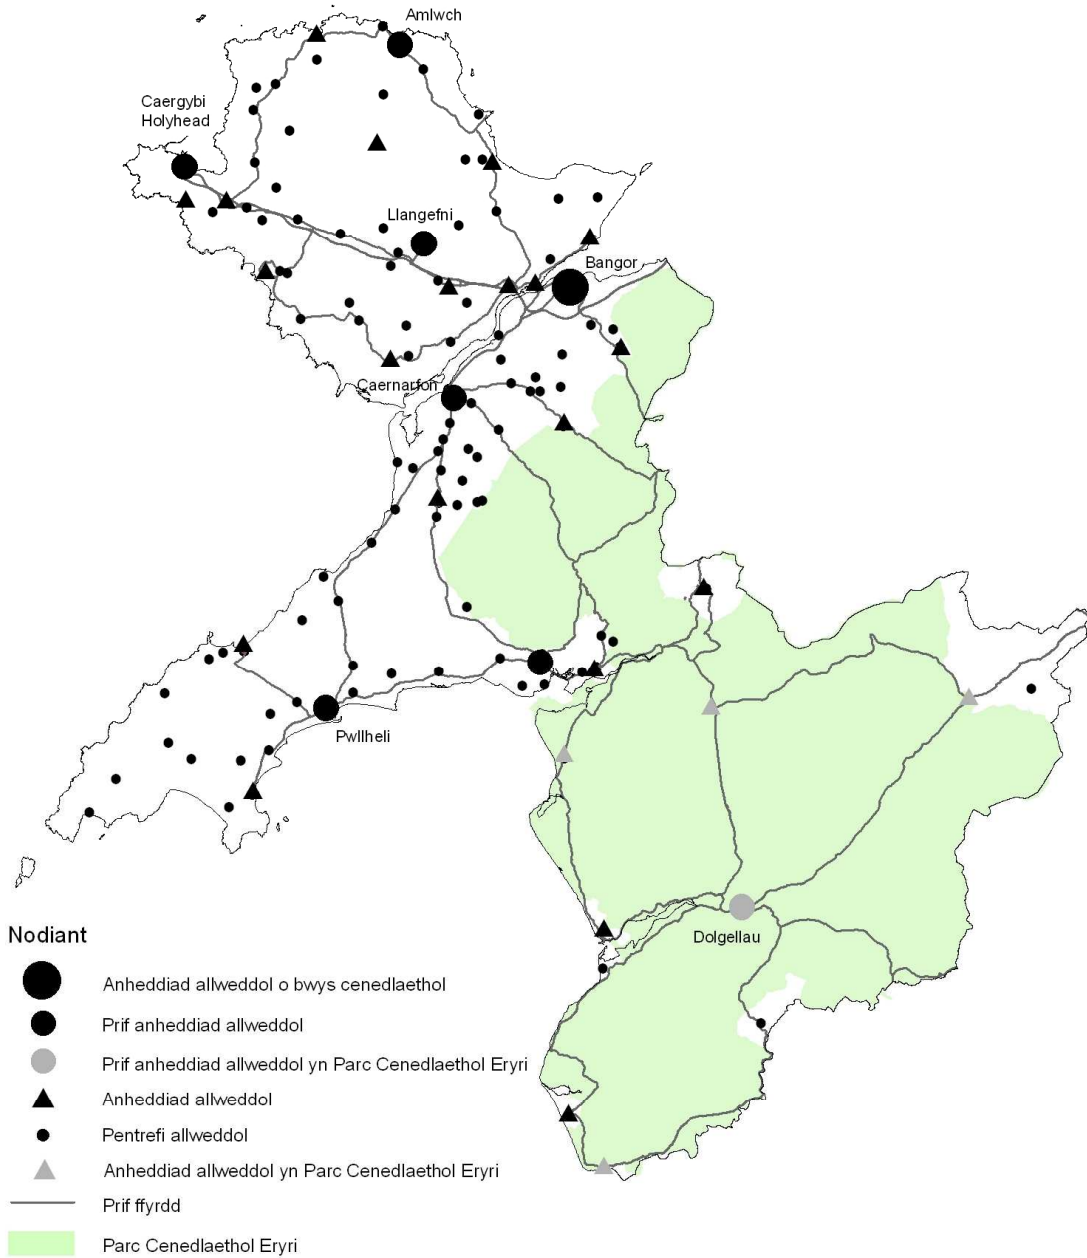 Amlwch
Caergybi
Holyhead
Llangefni
Bangor
Caernarfon
Pwllheli
Dolgellau
Nodiant
Anheddiad allweddol o bwys cenedlaethol
Prif anheddiad allweddol
Prif anheddiad allweddol yn Parc Cenedlaethol Eryri
Anheddiad allweddol
Pentrefi allweddol
Anheddiad allweddol yn Parc Cenedlaethol Eryri
Prif ffyrdd
Parc Cenedlaethol Eryri